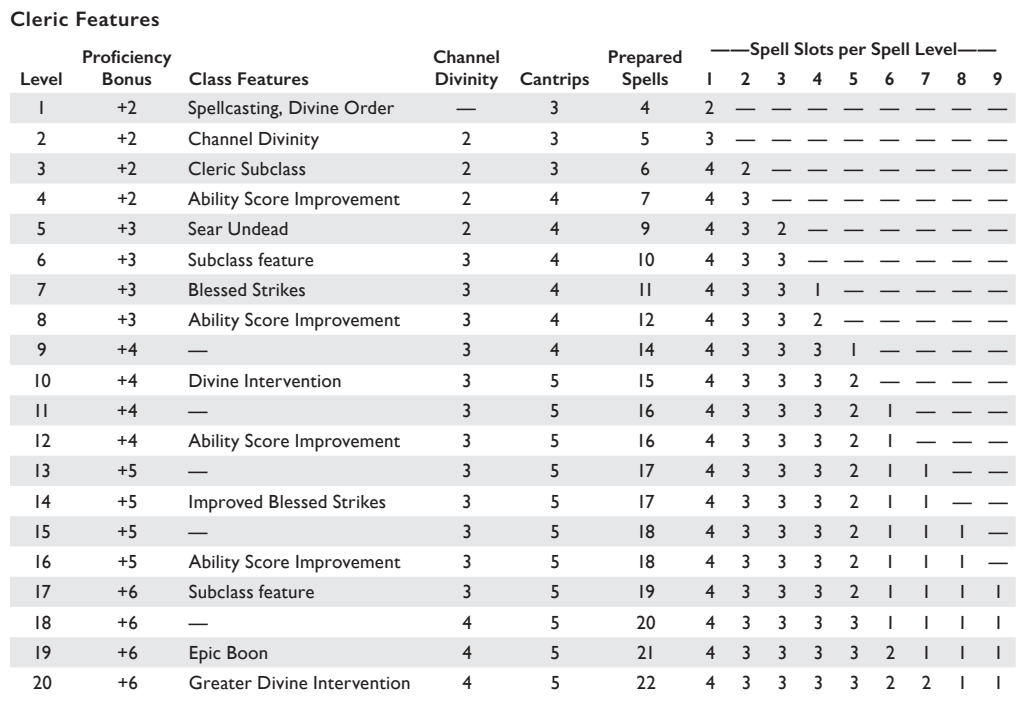 Cleric Features
——Spell Slots per Spell Level——
Level Proficiency Bonus Class Features Channel Divinity Cantrips Prepared Spells 1 2 3 4 5 6 7 8 9
1 +2 Spellcasting, Divine Order — 3 4 2 — — — — — — — —
2 +2 Channel Divinity 2 3 5 3 — — — — — — — —
3 +2 Cleric Subclass 2 3 6 4 2 — — — — — — —
4 +2 Ability Score Improvement 2 4 7 4 3 — — — — — — —
5 +3 Sear Undead 2 4 9 4 3 2 — — — — — —
6 +3 Subclass feature 3 4 10 4 3 3 — — — — — —
7 +3 Blessed Strikes 3 4 11 4 3 3 1 — — — — —
8 +3 Ability Score Improvement 3 4 12 4 3 3 2 — — — — —
9 +4 — 3 4 14 4 3 3 3 1 — — — —
10 +4 Divine Intervention 3 5 15 4 3 3 3 2 — — — —
11 +4 — 3 5 16 4 3 3 3 2 1 — — —
12 +4 Ability Score Improvement 3 5 16 4 3 3 3 2 1 — — —
13 +5 — 3 5 17 4 3 3 3 2 1 1 — —
14 +5 Improved Blessed Strikes 3 5 17 4 3 3 3 2 1 1 — —
15 +5 — 3 5 18 4 3 3 3 2 1 1 1 —
16 +5 Ability Score Improvement 3 5 18 4 3 3 3 2 1 1 1 —
17 +6 Subclass feature 3 5 19 4 3 3 3 2 1 1 1 1
18 +6 — 4 5 20 4 3 3 3 3 1 1 1 1
19 +6 Epic Boon 4 5 21 4 3 3 3 3 2 1 1 1
20 +6 Greater Divine Intervention 4 5 22 4 3 3 3 3 2 2 1 1